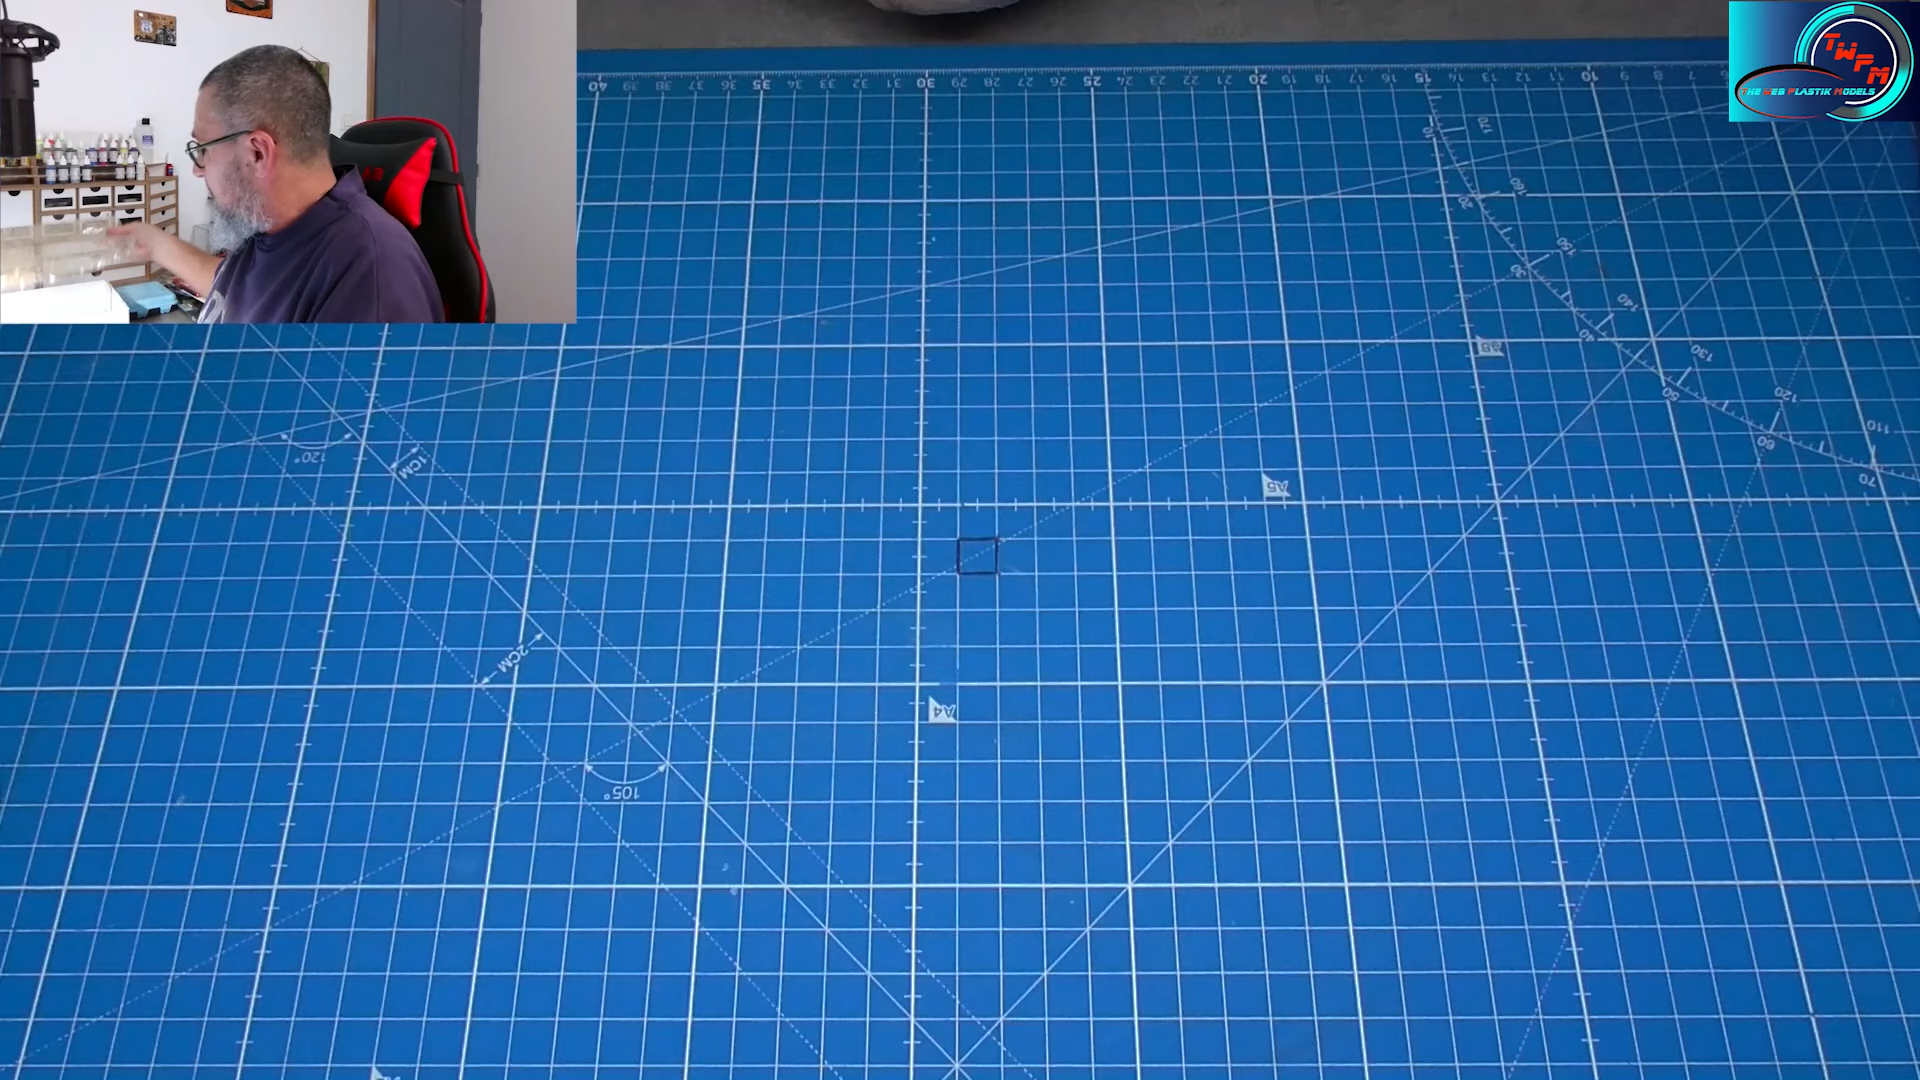 TWPM
THE WEB PLASTIK MODELS
40 39 38 37 36 35 34 33 32 31 30 29 28 27 26 25 24 23 22 21 20 19 18 17 16 15 14 13 12 11 10 9 8 7
10 170
20 160
30 150
40 140
50 130
60 120
70 110
A5
120°
1CM
2CM
A4
105°